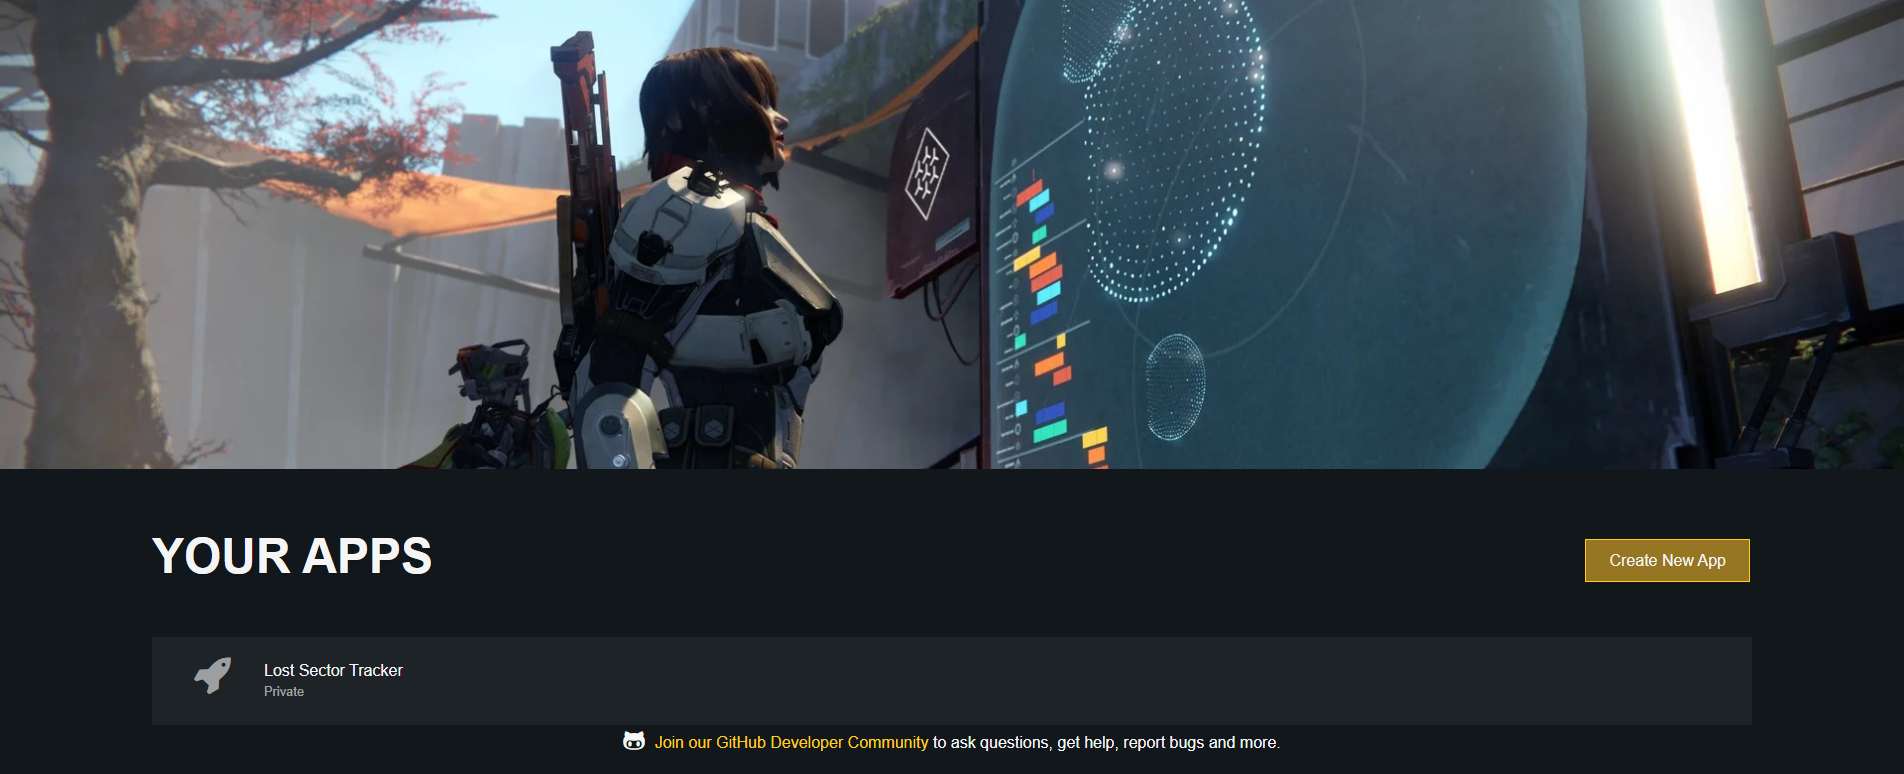 YOUR APPS
Create New App
Lost Sector Tracker
Private
Join our GitHub Developer Community to ask questions, get help, report bugs and more.